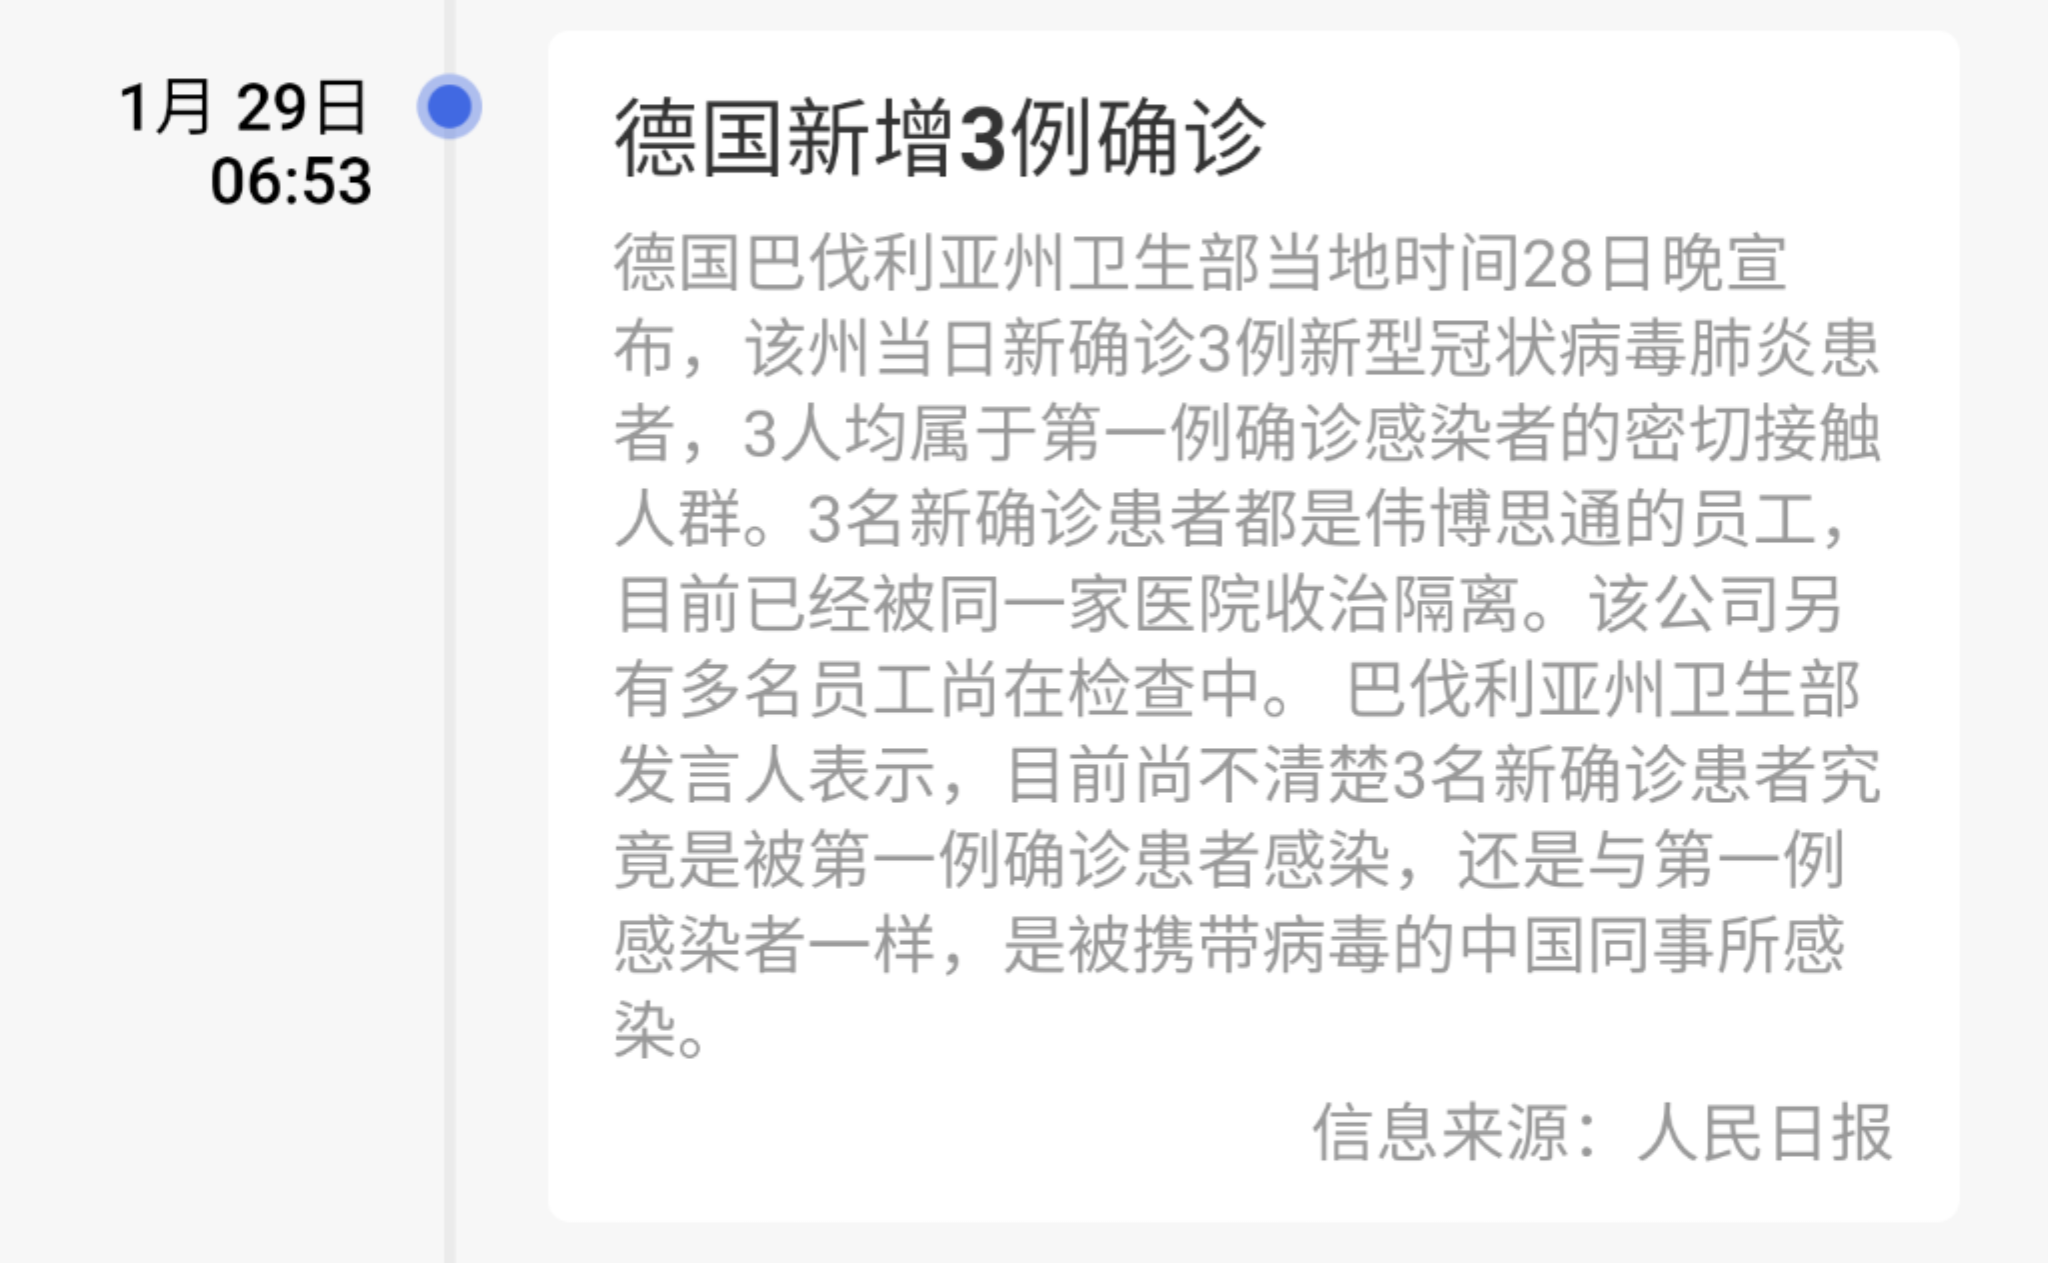 1月 29日
06:53
德国新增3例确诊
德国巴伐利亚州卫生部当地时间28日晚宣
布，该州当日新确诊3例新型冠状病毒肺炎患
者，3人均属于第一例确诊感染者的密切接触
人群。3名新确诊患者都是伟博思通的员工，
目前已经被同一家医院收治隔离。该公司另
有多名员工尚在检查中。 巴伐利亚州卫生部
发言人表示，目前尚不清楚3名新确诊患者究
竟是被第一例确诊患者感染，还是与第一例
感染者一样，是被携带病毒的中国同事所感
染。
信息来源：人民日报